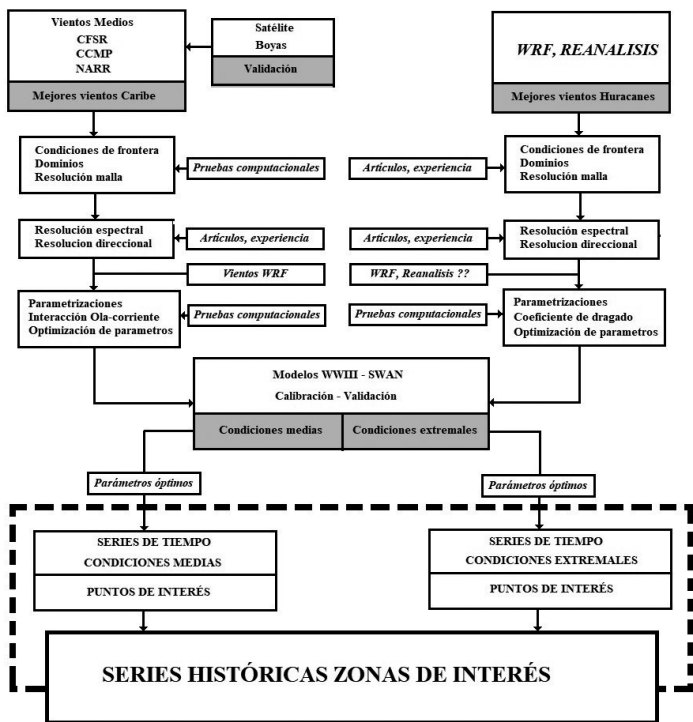 Vientos Medios
CFSR
CCMP
NARR
Mejores vientos Caribe
Satélite
Boyas
Validación
WRF, REANALISIS
Mejores vientos Huracanes
Condiciones de frontera
Dominios
Resolución malla
Pruebas computacionales
Artículos, experiencia
Condiciones de frontera
Dominios
Resolución malla
Resolución espectral
Resolucion direccional
Artículos, experiencia
Artículos, experiencia
Resolución espectral
Resolucion direccional
Vientos WRF
WRF, Reanalisis ??
Parametrizaciones
Interacción Ola-corriente
Optimización de parametros
Pruebas computacionales
Pruebas computacionales
Parametrizaciones
Coeficiente de dragado
Optimización de parametros
Modelos WWIII - SWAN
Calibración - Validación
Condiciones medias
Condiciones extremales
Parámetros óptimos
Parámetros óptimos
SERIES DE TIEMPO
CONDICIONES MEDIAS
PUNTOS DE INTERÉS
SERIES DE TIEMPO
CONDICIONES EXTREMALES
PUNTOS DE INTERÉS
SERIES HISTÓRICAS ZONAS DE INTERÉS